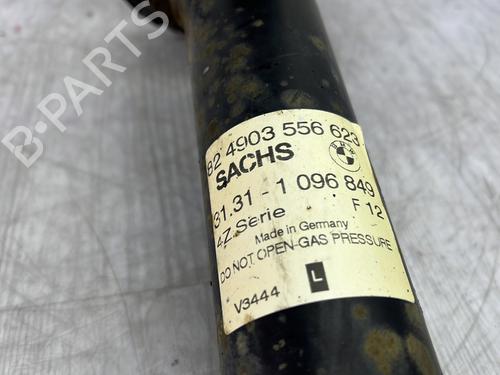 B-PARTS
82 4903 556 623
SACHS
BMW
31.31 - 1 096 849
4Z.Serie F 12
Made in Germany
DO NOT OPEN-GAS PRESSURE
V3444 L